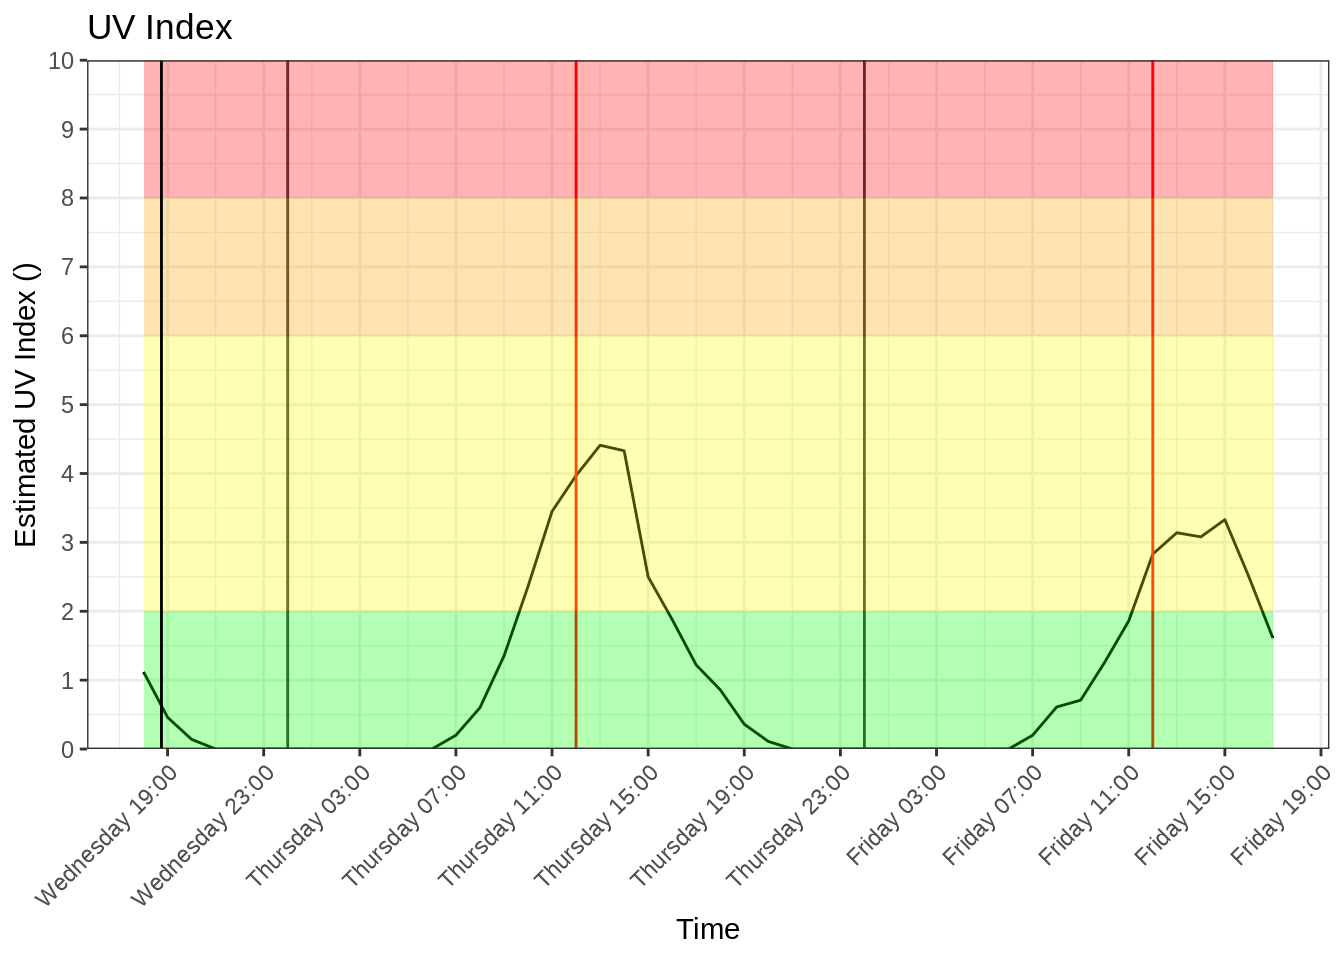 UV Index
Estimated UV Index ()
10
9
8
7
6
5
4
3
2
1
0
Wednesday 19:00
Wednesday 23:00
Thursday 03:00
Thursday 07:00
Thursday 11:00
Thursday 15:00
Thursday 19:00
Thursday 23:00
Friday 03:00
Friday 07:00
Friday 11:00
Friday 15:00
Friday 19:00
Time